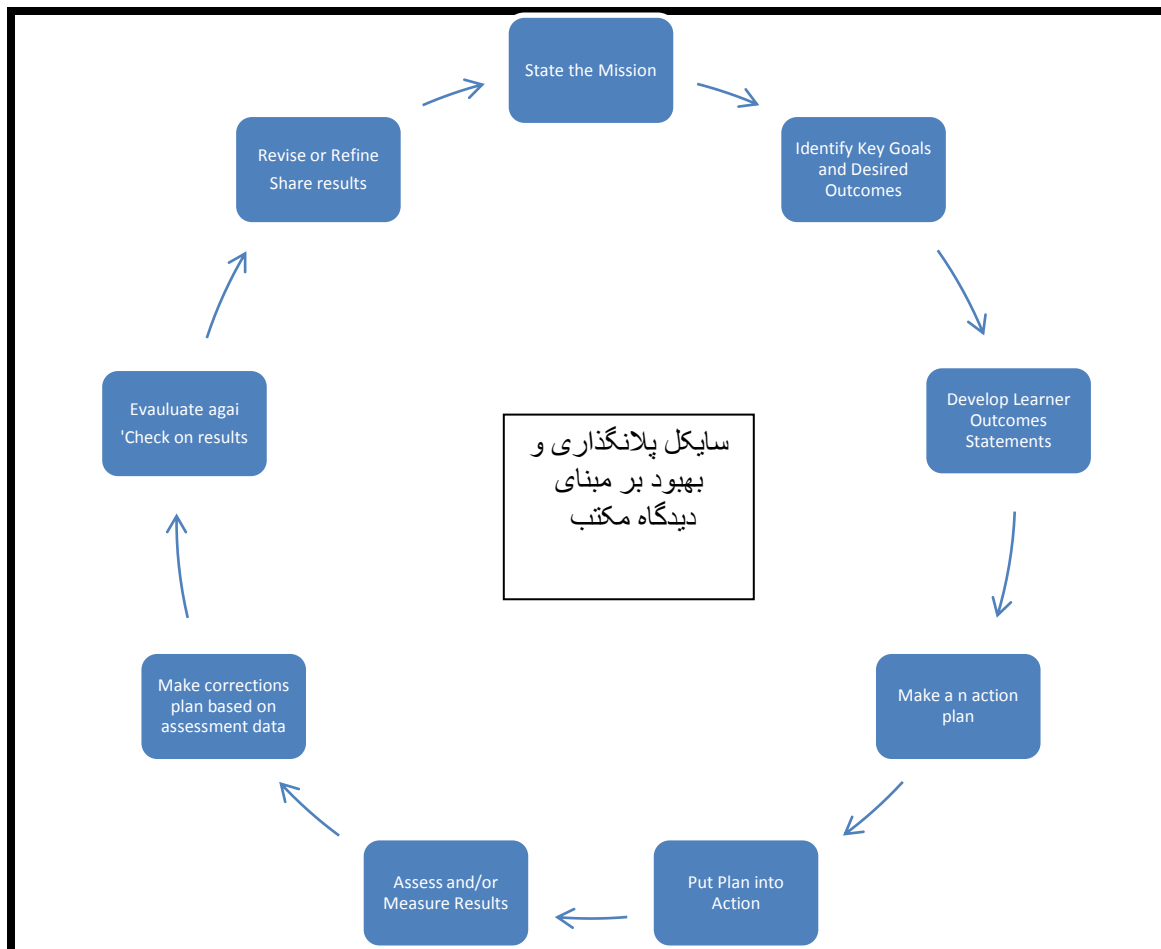 State the Mission
Identify Key Goals
and Desired
Outcomes
Develop Learner
Outcomes
Statements
Make a n action
plan
Put Plan into
Action
Assess and/or
Measure Results
Make corrections
plan based on
assessment data
Evauluate agai
'Check on results
Revise or Refine
Share results
سایکل پلانگذاری و
بهبود بر مبنای
دیدگاه مکتب